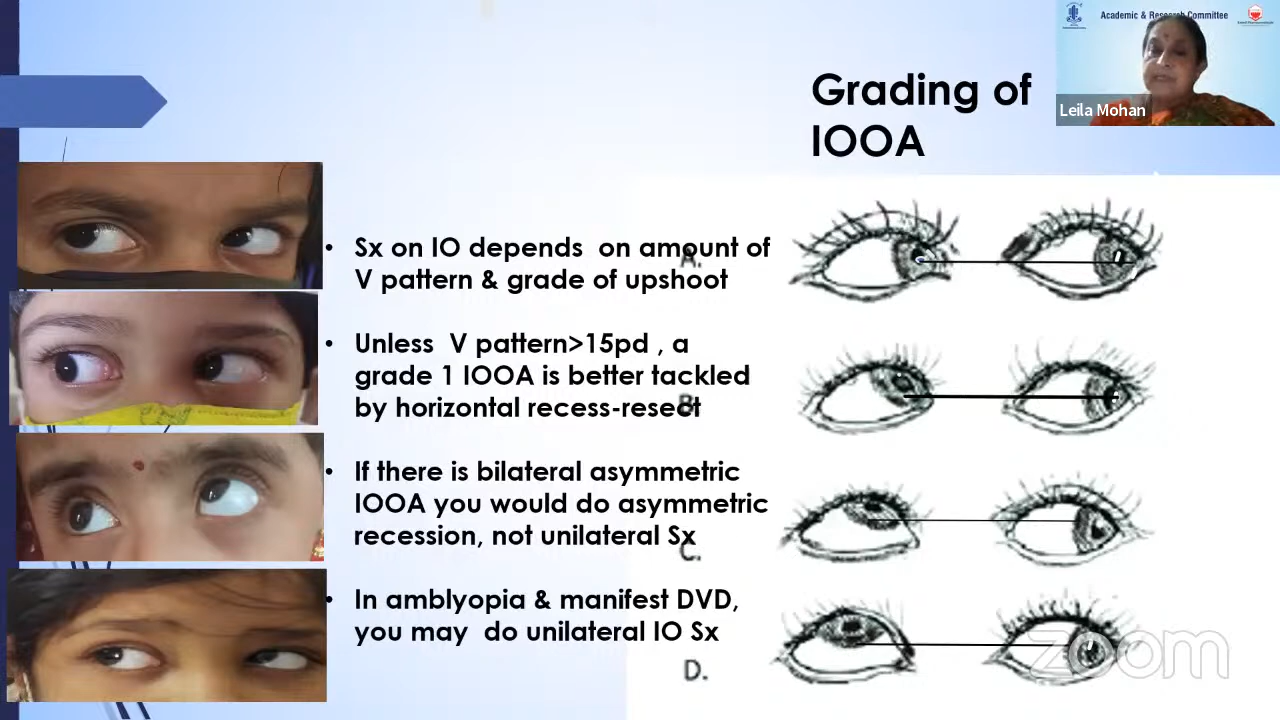 Academic & Research Committee
Leila Mohan
Grading of
IOOA
• Sx on IO depends on amount of
V pattern & grade of upshoot
• Unless V pattern>15pd , a
grade 1 IOOA is better tackled
by horizontal recess-resect
• If there is bilateral asymmetric
IOOA you would do asymmetric
recession, not unilateral Sx
• In amblyopia & manifest DVD,
you may do unilateral IO Sx
A.
B.
C.
D.
zoom